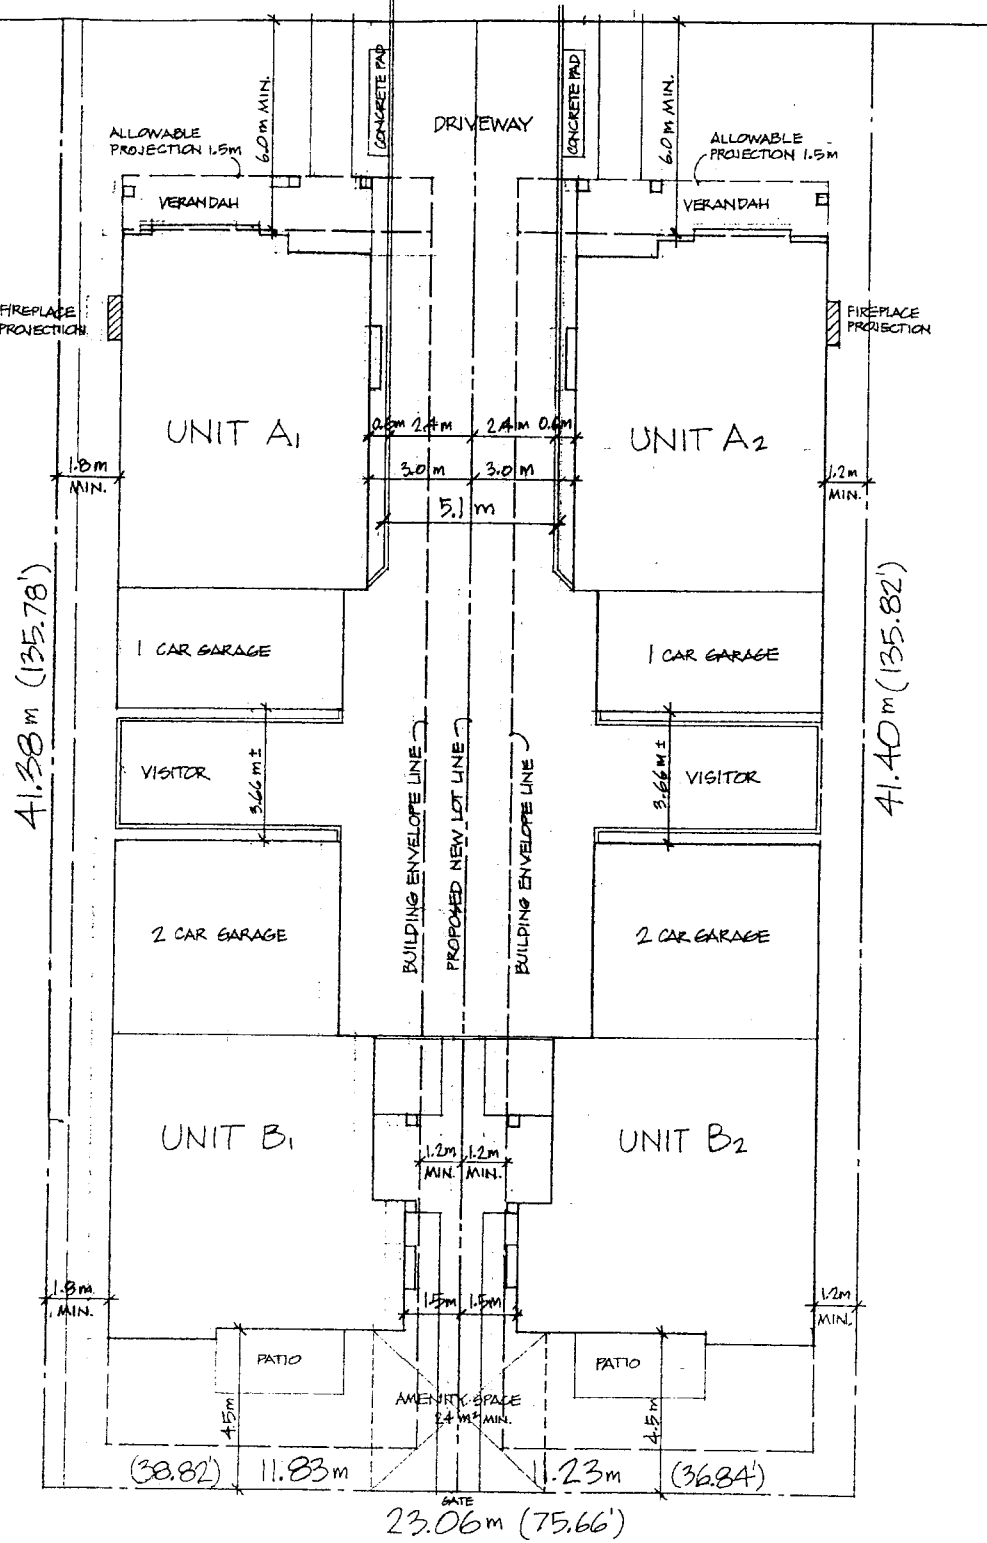 CONCRETE PAD
CONCRETE PAD
6.0m MIN.
6.0m MIN.
DRIVEWAY
ALLOWABLE
PROJECTION 1.5m
ALLOWABLE
PROJECTION 1.5m
VERANDAH
VERANDAH
FIREPLACE
PROJECTION
FIREPLACE
PROJECTION
UNIT A1
UNIT A2
0.6m 2.4m
2.4m 0.6m
3.0m
3.0m
5.1m
1.8m
MIN.
1.2m
MIN.
41.38m (135.78')
41.40m (135.82')
1 CAR GARAGE
1 CAR GARAGE
VISITOR
3.66m±
3.66m±
VISITOR
BUILDING ENVELOPE LINE
PROPOSED NEW LOT LINE
BUILDING ENVELOPE LINE
2 CAR GARAGE
2 CAR GARAGE
UNIT B1
UNIT B2
1.2m
MIN.
1.2m
MIN.
1.8m
MIN.
1.5m
1.5m
1.2m
MIN.
PATIO
PATIO
4.5m
4.5m
AMENITY SPACE
24 m² MIN.
(38.82') 11.83m
11.23m (36.84')
GATE
23.06m (75.66')